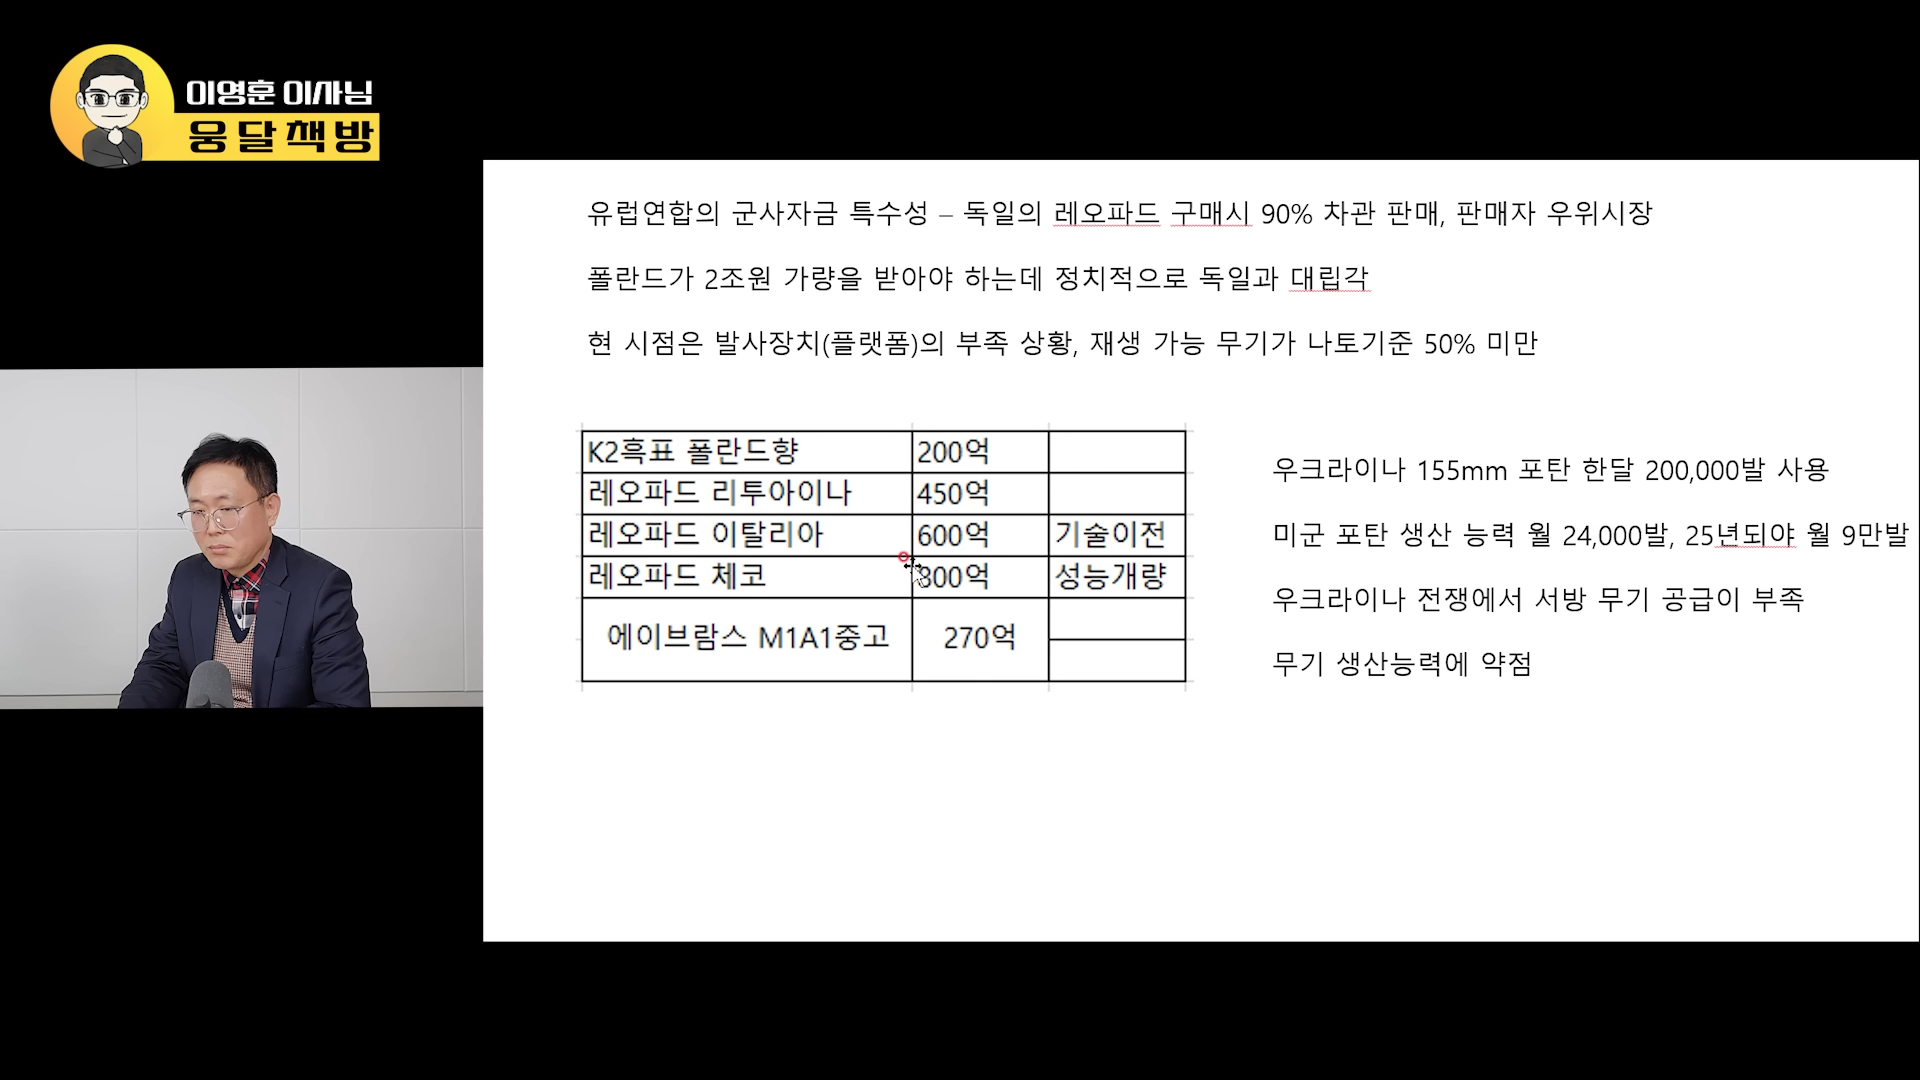 이영훈 이사님
웅달책방
유럽연합의 군사자금 특수성 – 독일의 레오파드 구매시 90% 차관 판매, 판매자 우위시장
폴란드가 2조원 가량을 받아야 하는데 정치적으로 독일과 대립각
현 시점은 발사장치(플랫폼)의 부족 상황, 재생 가능 무기가 나토기준 50% 미만
K2흑표 폴란드향 200억
레오파드 리투아이나 450억
레오파드 이탈리아 600억 기술이전
레오파드 체코 300억 성능개량
에이브람스 M1A1중고 270억
우크라이나 155mm 포탄 한달 200,000발 사용
미군 포탄 생산 능력 월 24,000발, 25년되야 월 9만발
우크라이나 전쟁에서 서방 무기 공급이 부족
무기 생산능력에 약점